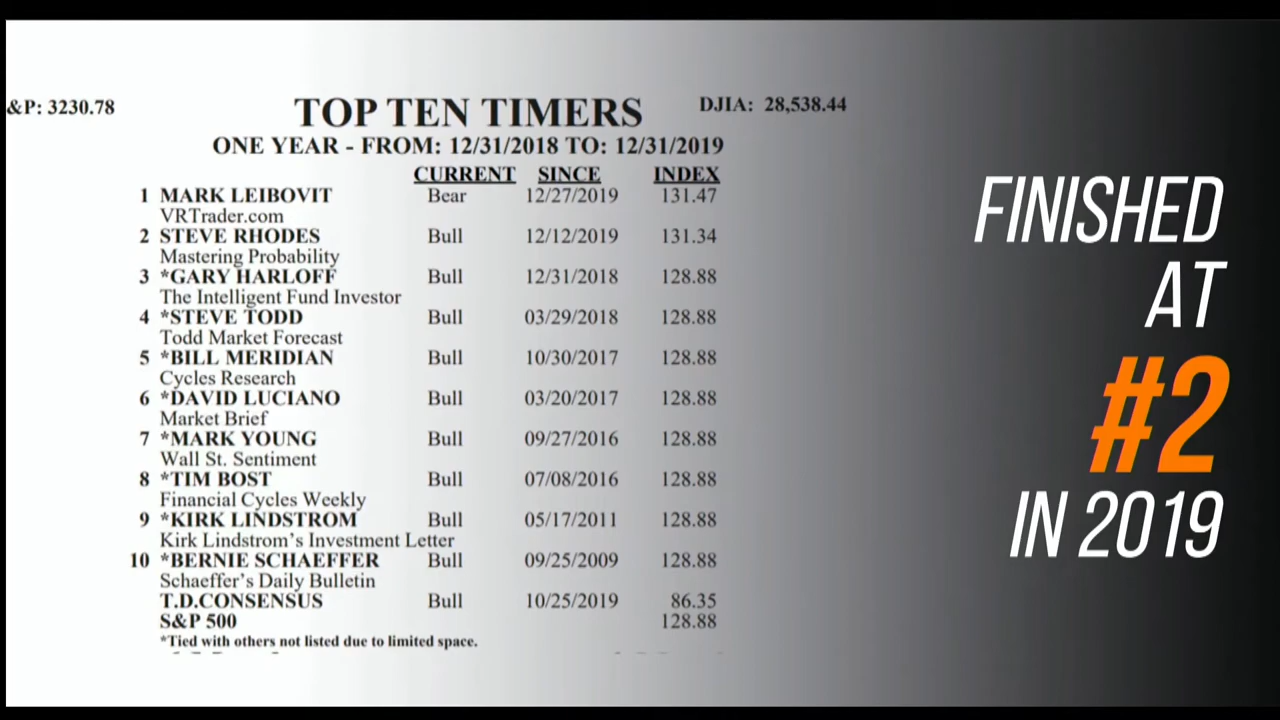 &P: 3230.78
TOP TEN TIMERS
DJIA: 28,538.44
ONE YEAR - FROM: 12/31/2018 TO: 12/31/2019
CURRENT SINCE INDEX
1 MARK LEIBOVIT Bear 12/27/2019 131.47
VRTrader.com
2 STEVE RHODES Bull 12/12/2019 131.34
Mastering Probability
3 *GARY HARLOFF Bull 12/31/2018 128.88
The Intelligent Fund Investor
4 *STEVE TODD Bull 03/29/2018 128.88
Todd Market Forecast
5 *BILL MERIDIAN Bull 10/30/2017 128.88
Cycles Research
6 *DAVID LUCIANO Bull 03/20/2017 128.88
Market Brief
7 *MARK YOUNG Bull 09/27/2016 128.88
Wall St. Sentiment
8 *TIM BOST Bull 07/08/2016 128.88
Financial Cycles Weekly
9 *KIRK LINDSTROM Bull 05/17/2011 128.88
Kirk Lindstrom's Investment Letter
10 *BERNIE SCHAEFFER Bull 09/25/2009 128.88
Schaeffer's Daily Bulletin
T.D.CONSENSUS Bull 10/25/2019 86.35
S&P 500 128.88
*Tied with others not listed due to limited space.
FINISHED
AT
#2
IN 2019